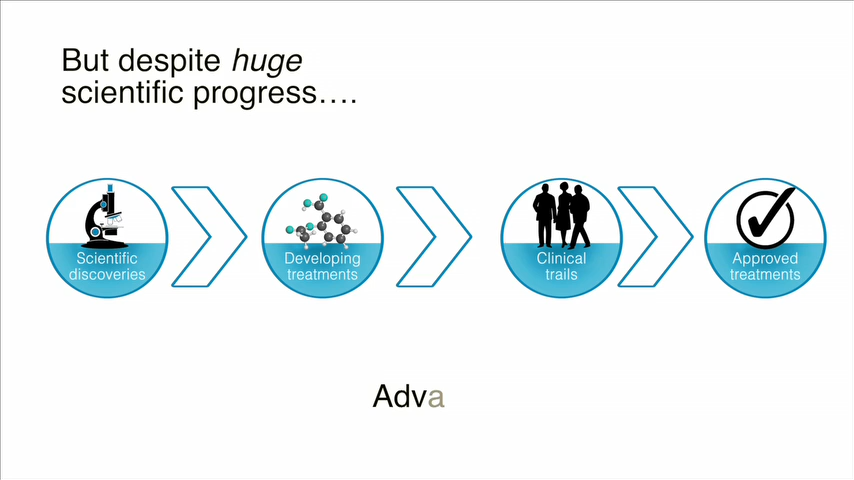 But despite huge
scientific progress….
Scientific
discoveries
Developing
treatments
Clinical
trails
Approved
treatments
Adva